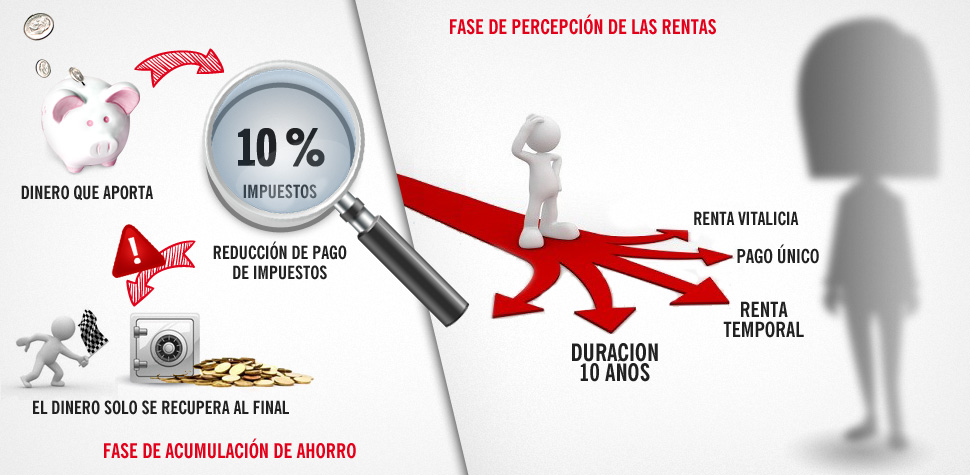 DINERO QUE APORTA
10 %
IMPUESTOS
REDUCCIÓN DE PAGO
DE IMPUESTOS
EL DINERO SOLO SE RECUPERA AL FINAL
FASE DE ACUMULACIÓN DE AHORRO
FASE DE PERCEPCIÓN DE LAS RENTAS
RENTA VITALICIA
PAGO ÚNICO
RENTA
TEMPORAL
DURACION
10 ANOS